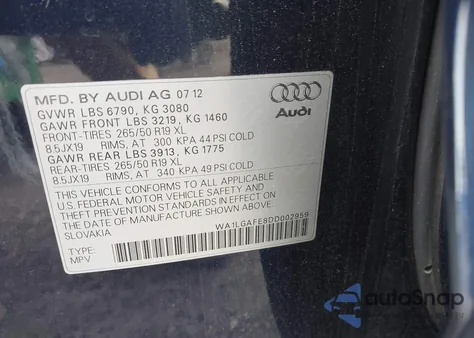 MFD. BY AUDI AG 07 12
GVWR LBS 6790, KG 3080
GAWR FRONT LBS 3219, KG 1460
FRONT-TIRES 265/50 R19 XL
8.5JX19 RIMS, AT 300 KPA 44 PSI COLD
GAWR REAR LBS 3913, KG 1775
REAR-TIRES 265/50 R19 XL
8.5JX19 RIMS, AT 340 KPA 49 PSI COLD
Audi
THIS VEHICLE CONFORMS TO ALL APPLICABLE
U.S. FEDERAL MOTOR VEHICLE SAFETY AND
THEFT PREVENTION STANDARDS IN EFFECT ON
THE DATE OF MANUFACTURE SHOWN ABOVE.
SLOVAKIA
WA1LGAFE8DD002959
TYPE:
MPV
autoSnap